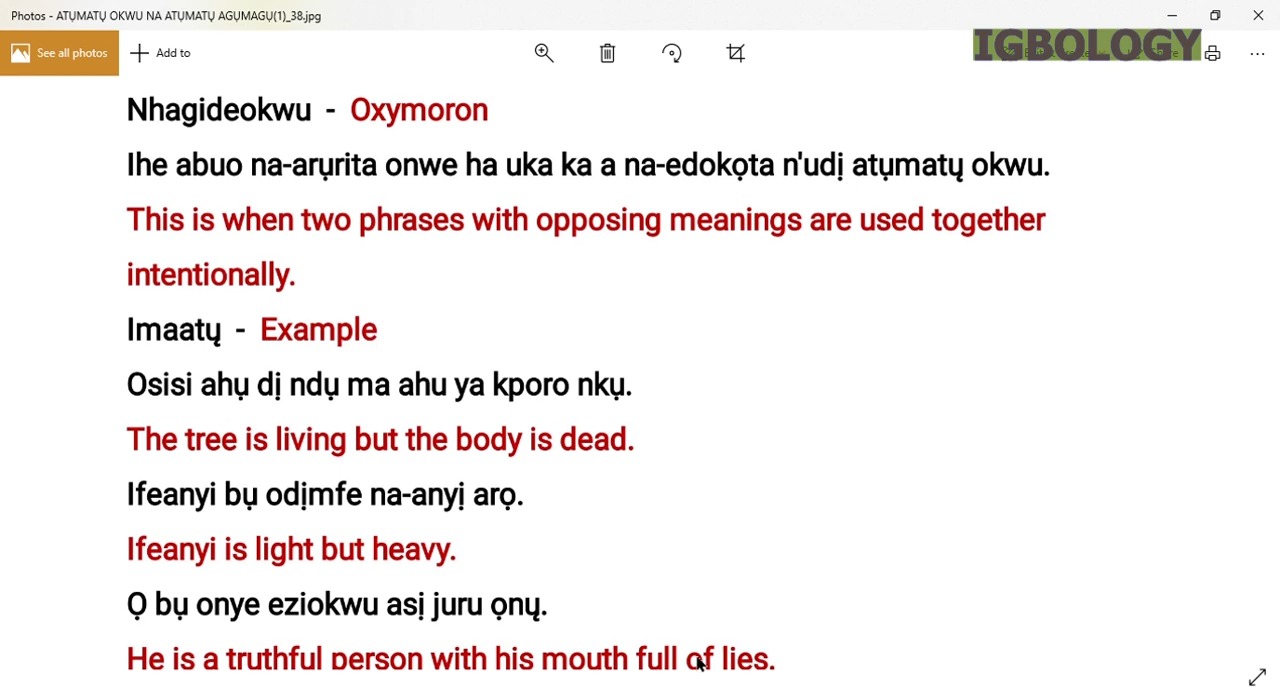 Photos - ATỤMATỤ OKWU NA ATỤMATỤ AGỤMAGỤ(1)_38.jpg
See all photos
Add to
IGBOLOGY
Nhagideokwu - Oxymoron
Ihe abuo na-arụrita onwe ha uka ka a na-edokọta n'udị atụmatụ okwu.
This is when two phrases with opposing meanings are used together
intentionally.
Imaatụ - Example
Osisi ahụ dị ndụ ma ahu ya kporo nkụ.
The tree is living but the body is dead.
Ifeanyi bụ odịmfe na-anyị arọ.
Ifeanyi is light but heavy.
Ọ bụ onye eziokwu asị juru ọnụ.
He is a truthful person with his mouth full of lies.